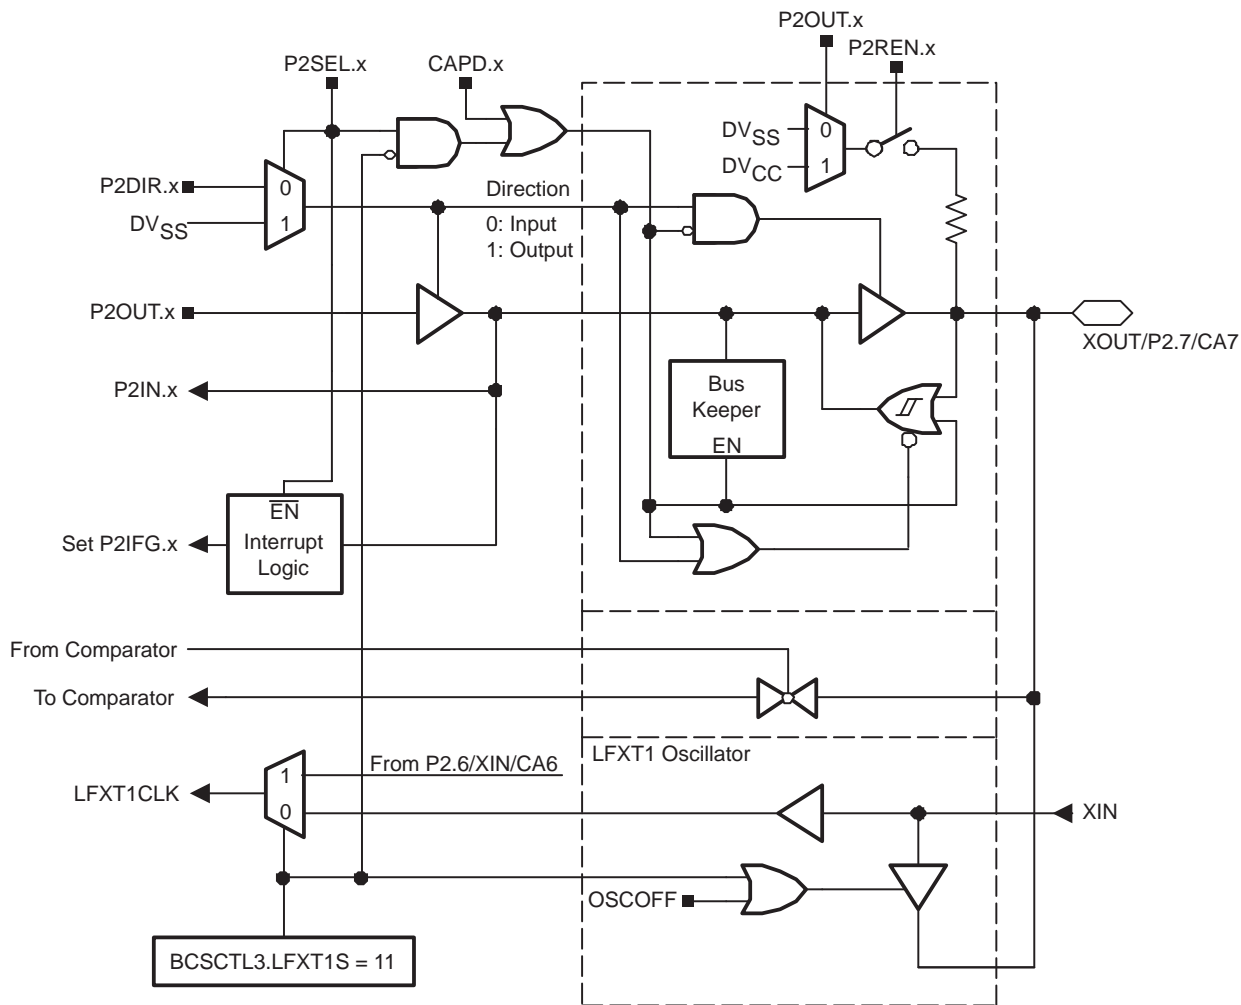 P2OUT.x
P2REN.x
P2SEL.x
CAPD.x
DVSS
0
DVCC
1
P2DIR.x
0
DVSS
1
Direction
0: Input
1: Output
P2OUT.x
XOUT/P2.7/CA7
P2IN.x
Bus
Keeper
EN
EN
Set P2IFG.x
Interrupt
Logic
From Comparator
To Comparator
LFXT1 Oscillator
From P2.6/XIN/CA6
1
LFXT1CLK
0
XIN
OSCOFF
BCSCTL3.LFXT1S = 11